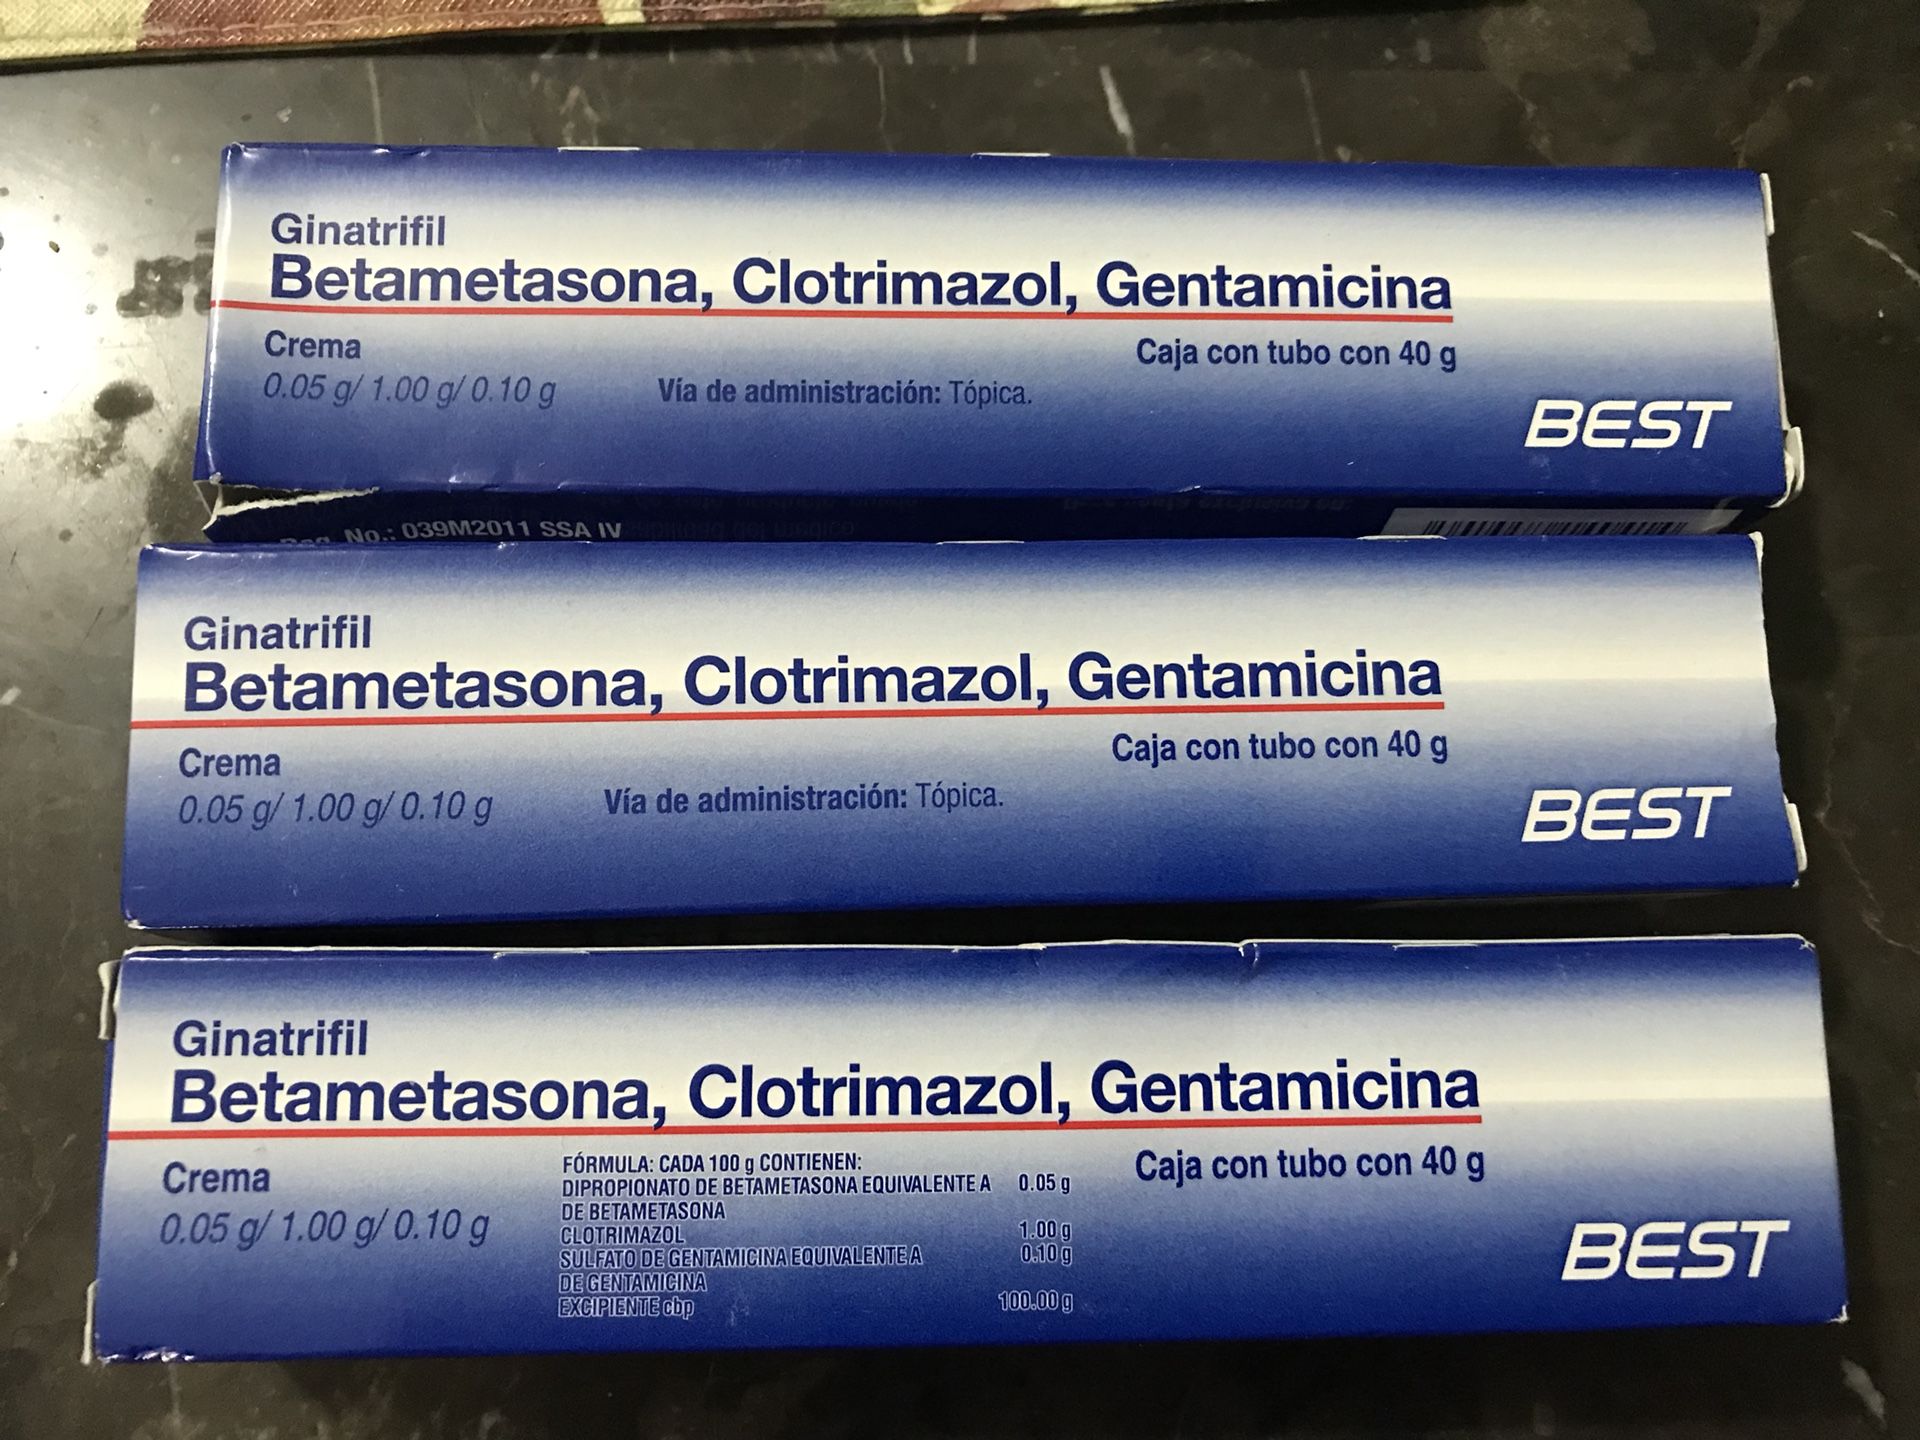 Ginatrifil
Betametasona, Clotrimazol, Gentamicina
Crema
Caja con tubo con 40 g
0.05 g/ 1.00 g/ 0.10 g
Vía de administración: Tópica.
BEST
No.: 039M2011 SSA IV
Ginatrifil
Betametasona, Clotrimazol, Gentamicina
Crema
Caja con tubo con 40 g
0.05 g/ 1.00 g/ 0.10 g
Vía de administración: Tópica.
BEST
Ginatrifil
Betametasona, Clotrimazol, Gentamicina
Crema
0.05 g/ 1.00 g/ 0.10 g
FÓRMULA: CADA 100 g CONTIENEN:
DIPROPIONATO DE BETAMETASONA EQUIVALENTE A 0.05 g
DE BETAMETASONA
CLOTRIMAZOL 1.00 g
SULFATO DE GENTAMICINA EQUIVALENTE A 0.10 g
DE GENTAMICINA
EXCIPIENTE cbp 100.00 g
Caja con tubo con 40 g
BEST